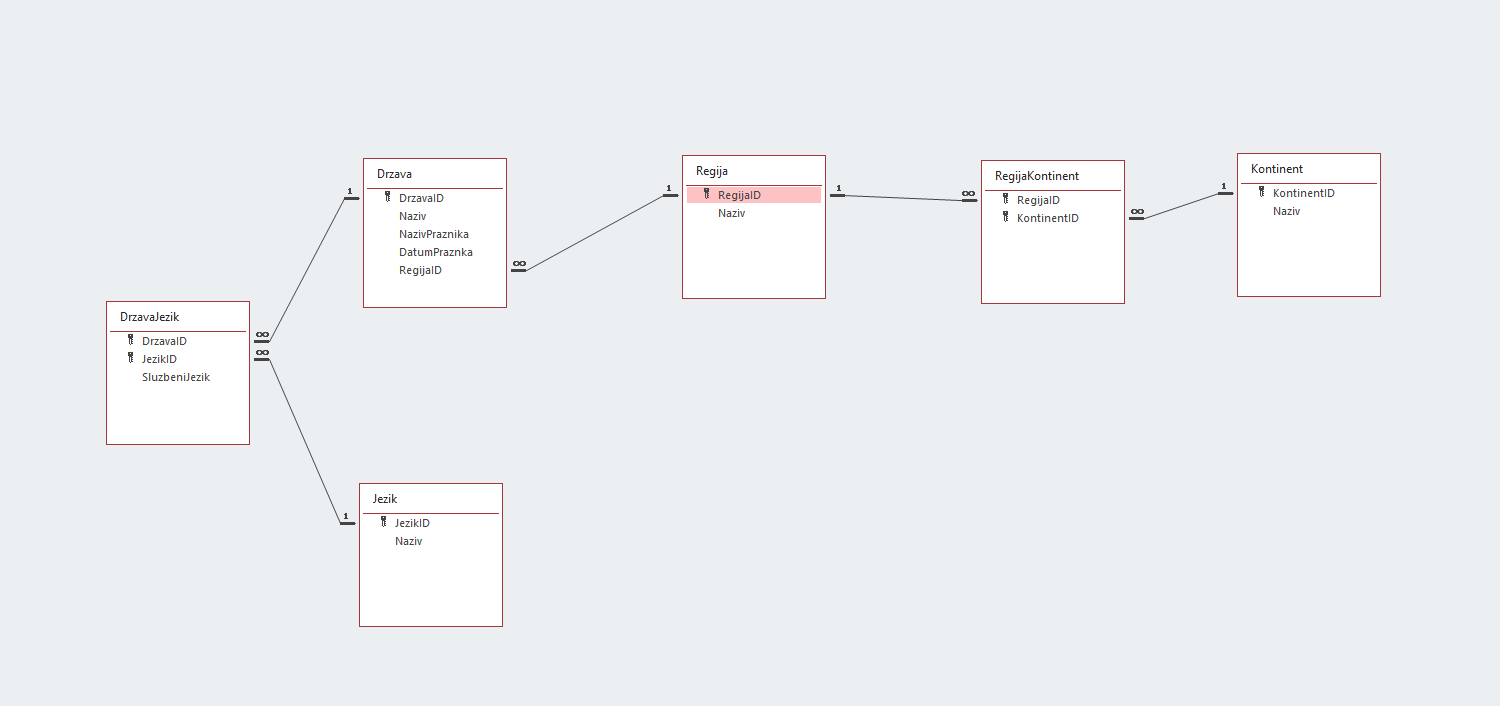 Drzava
DrzavaID
Naziv
NazivPraznika
DatumPraznka
RegijaID
1
∞
Regija
RegijaID
Naziv
1
1
RegijaKontinent
RegijaID
KontinentID
∞
∞
Kontinent
KontinentID
Naziv
1
DrzavaJezik
DrzavaID
JezikID
SluzbeniJezik
∞
∞
Jezik
JezikID
Naziv
1